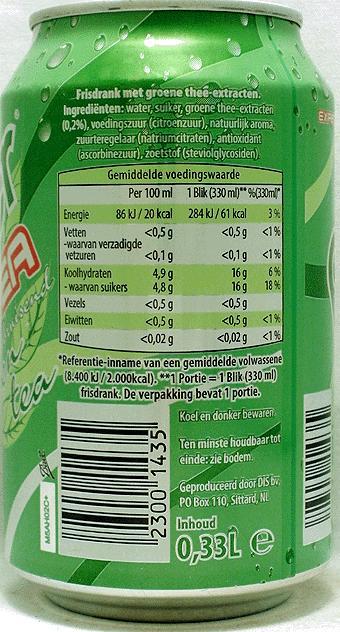 Frisdrank met groene thee-extracten.
Ingrediënten: water, suiker, groene thee-extracten
(0,2%), voedingszuur (citroenzuur), natuurlijk aroma,
zuurteregelaar (natriumcitraten), antioxidant
(ascorbinezuur), zoetstof (steviolglycosiden).
Gemiddelde voedingswaarde
Per 100 ml 1 Blik (330 ml)** %(330ml)*
Energie 86 kJ / 20 kcal 284 kJ / 61 kcal 3 %
Vetten <0,5 g <0,5 g <1%
-waarvan verzadigde
vetzuren <0,1 g <0,1 g <1%
Koolhydraten 4,9 g 16 g 6 %
- waarvan suikers 4,8 g 16 g 18 %
Vezels <0,5 g <0,5 g
Eiwitten <0,5 g <0,5 g <1%
Zout <0,02 g <0,02 g <1%
*Referentie-inname van een gemiddelde volwassene
(8.400 kJ / 2.000kcal). **1 Portie = 1 Blik (330 ml)
frisdrank. De verpakking bevat 1 portie.
Koel en donker bewaren.
Ten minste houdbaar tot
einde: zie bodem.
Geproduceerd door DIS bv,
PO Box 110, Sittard, NL
Inhoud
0,33L e
2300 1435
M5AH02C+
tea